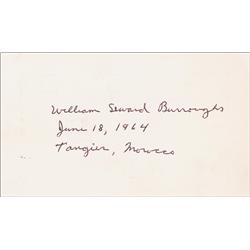 William Seward Burroughs
June 18, 1964
Tangier, Morocco